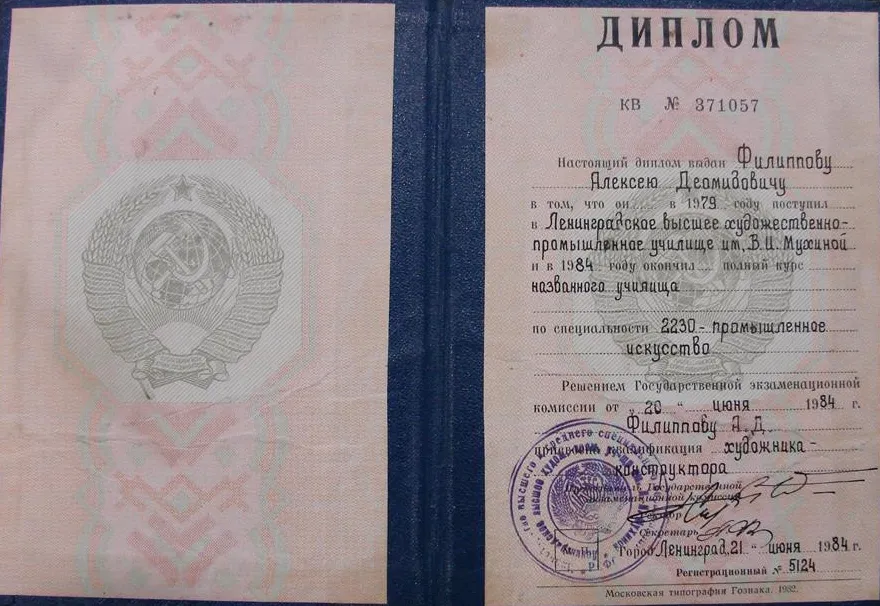 ДИПЛОМ
КВ № 371057
Настоящий диплом выдан Филиппову
Алексею Деомидовичу
в том, что он в 1979 году поступил
в Ленинградское высшее художественно-
промышленное училище им. В.И. Мухиной
и в 1984 году окончил полный курс
названного училища
по специальности 2230-промышленное
искусство
Решением Государственной экзаменационной
комиссии от „20“ июня 1984 г.
Филиппову А.Д.
присвоена квалификация художника-
конструктора
Председатель Государственной
экзаменационной комиссии
Ректор
Секретарь
Город Ленинград, 21 “ июня 1984 г.
Регистрационный № 5124
Московская типография Гознака. 1982.